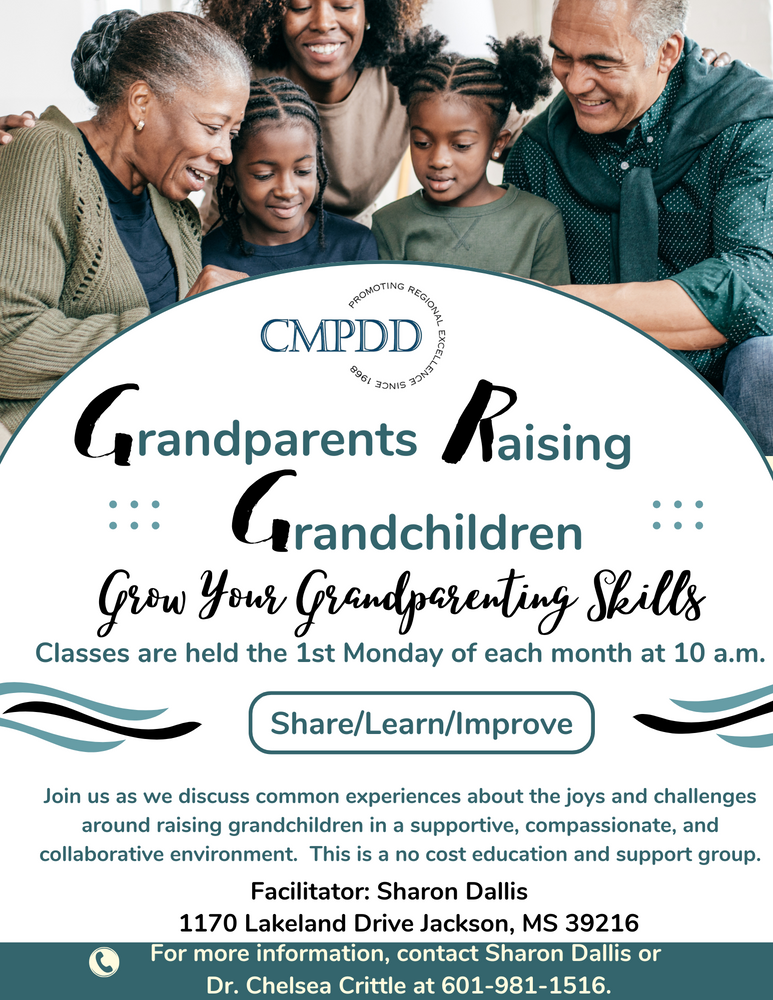 PROMOTING REGIONAL EXCELLENCE SINCE 1968
CMPDD
Grandparents Raising
Grandchildren
Grow Your Grandparenting Skills
Classes are held the 1st Monday of each month at 10 a.m.
Share/Learn/Improve
Join us as we discuss common experiences about the joys and challenges
around raising grandchildren in a supportive, compassionate, and
collaborative environment.  This is a no cost education and support group.
Facilitator: Sharon Dallis
1170 Lakeland Drive Jackson, MS 39216
For more information, contact Sharon Dallis or
Dr. Chelsea Crittle at 601-981-1516.